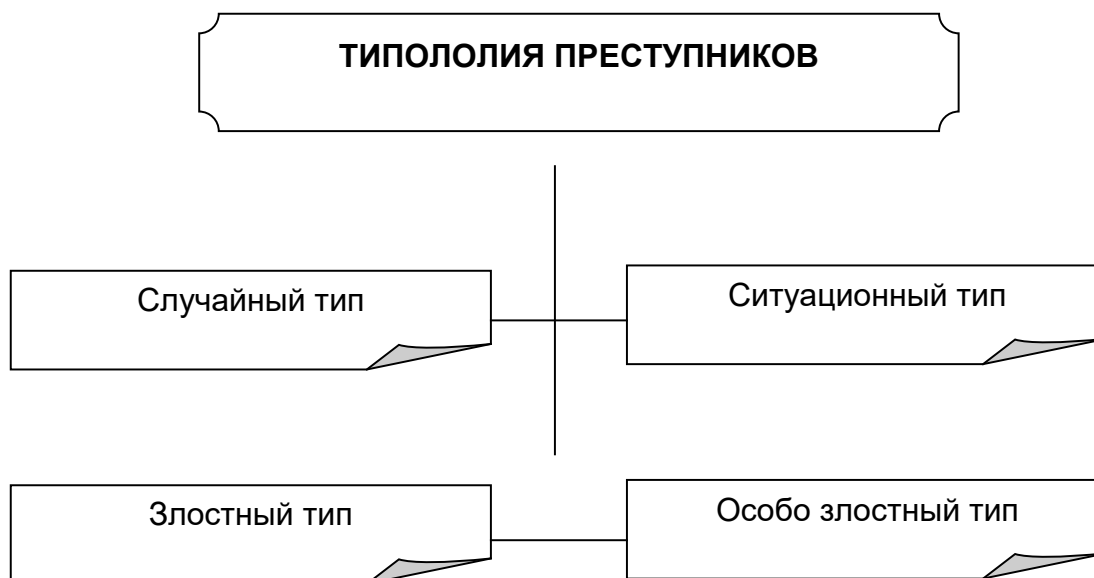 ТИПОЛОЛИЯ ПРЕСТУПНИКОВ
Случайный тип
Ситуационный тип
Злостный тип
Особо злостный тип